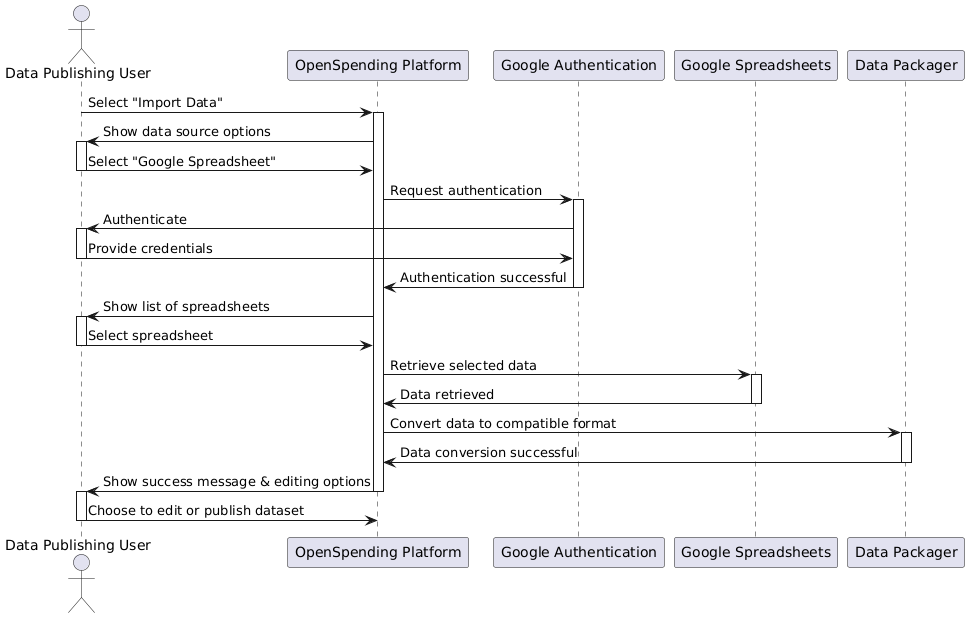 Data Publishing User
OpenSpending Platform
Google Authentication
Google Spreadsheets
Data Packager
Select "Import Data"
Show data source options
Select "Google Spreadsheet"
Request authentication
Authenticate
Provide credentials
Authentication successful
Show list of spreadsheets
Select spreadsheet
Retrieve selected data
Data retrieved
Convert data to compatible format
Data conversion successful
Show success message & editing options
Choose to edit or publish dataset
Data Publishing User
OpenSpending Platform
Google Authentication
Google Spreadsheets
Data Packager